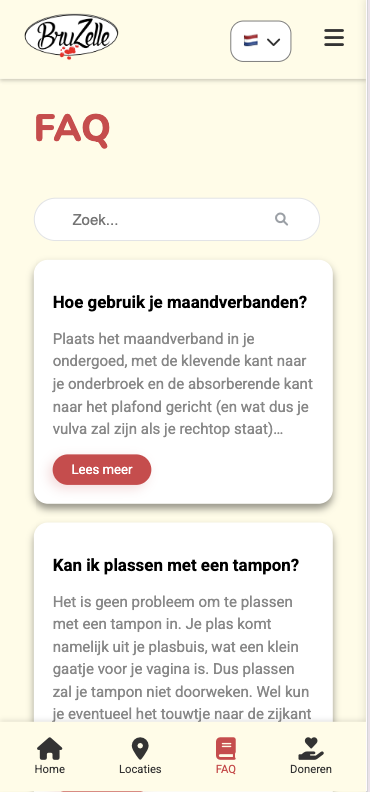 BruZelle
FAQ
Zoek...
Hoe gebruik je maandverbanden?
Plaats het maandverband in je
ondergoed, met de klevende kant naar
je onderbroek en de absorberende kant
naar het plafond gericht (en wat dus je
vulva zal zijn als je rechtop staat)...
Lees meer
Kan ik plassen met een tampon?
Het is geen probleem om te plassen
met een tampon in. Je plas komt
namelijk uit je plasbuis, wat een klein
gaatje voor je vagina is. Dus plassen
zal je tampon niet doorweken. Wel kun
je eventueel het touwtje naar de zijkant
Home
Locaties
FAQ
Doneren